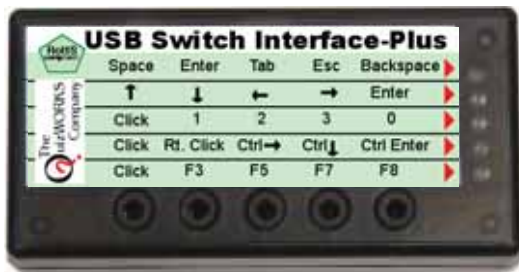 USB Switch Interface-Plus
RoHS
Space Enter Tab Esc Backspace
↑ ↓ ← → Enter
Click 1 2 3 0
Click Rt. Click Ctrl→ Ctrl↓ Ctrl Enter
Click F3 F5 F7 F8
The
QuizWORKS
Company